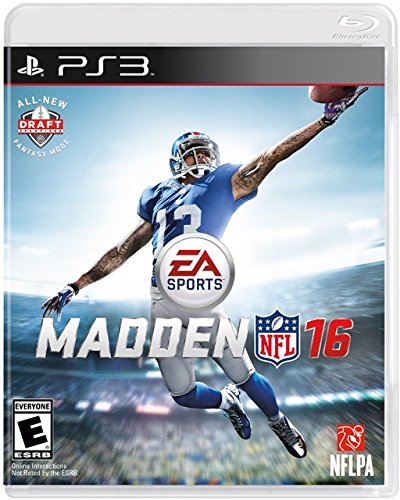 Blu-ray Disc
PS3
ALL-NEW
DRAFT
CHAMPIONS
FANTASY MODE
13
EA
SPORTS
MADDEN NFL 16
EVERYONE
E
ESRB
Online Interactions
Not Rated by the ESRB
NFLPA